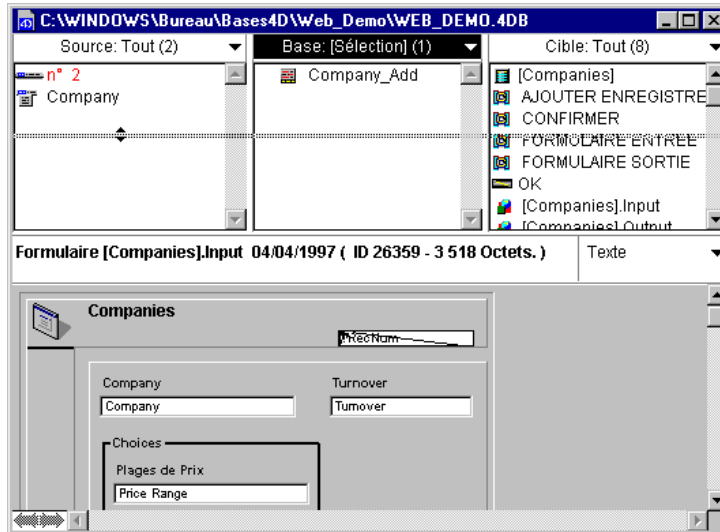 C:\WINDOWS\Bureau\Bases4D\Web_Demo\WEB_DEMO.4DB
Source: Tout (2)
Base: [Sélection] (1)
Cible: Tout (8)
n° 2
Company
Company_Add
[Companies]
AJOUTER ENREGISTRE
CONFIRMER
FORMULAIRE ENTREE
FORMULAIRE SORTIE
OK
[Companies].Input
[Companies].Output
Formulaire [Companies].Input 04/04/1997 ( ID 26359 - 3 518 Octets. )
Texte
Companies
RecNum
Company
Turnover
Company
Turnover
Choices
Plages de Prix
Price Range